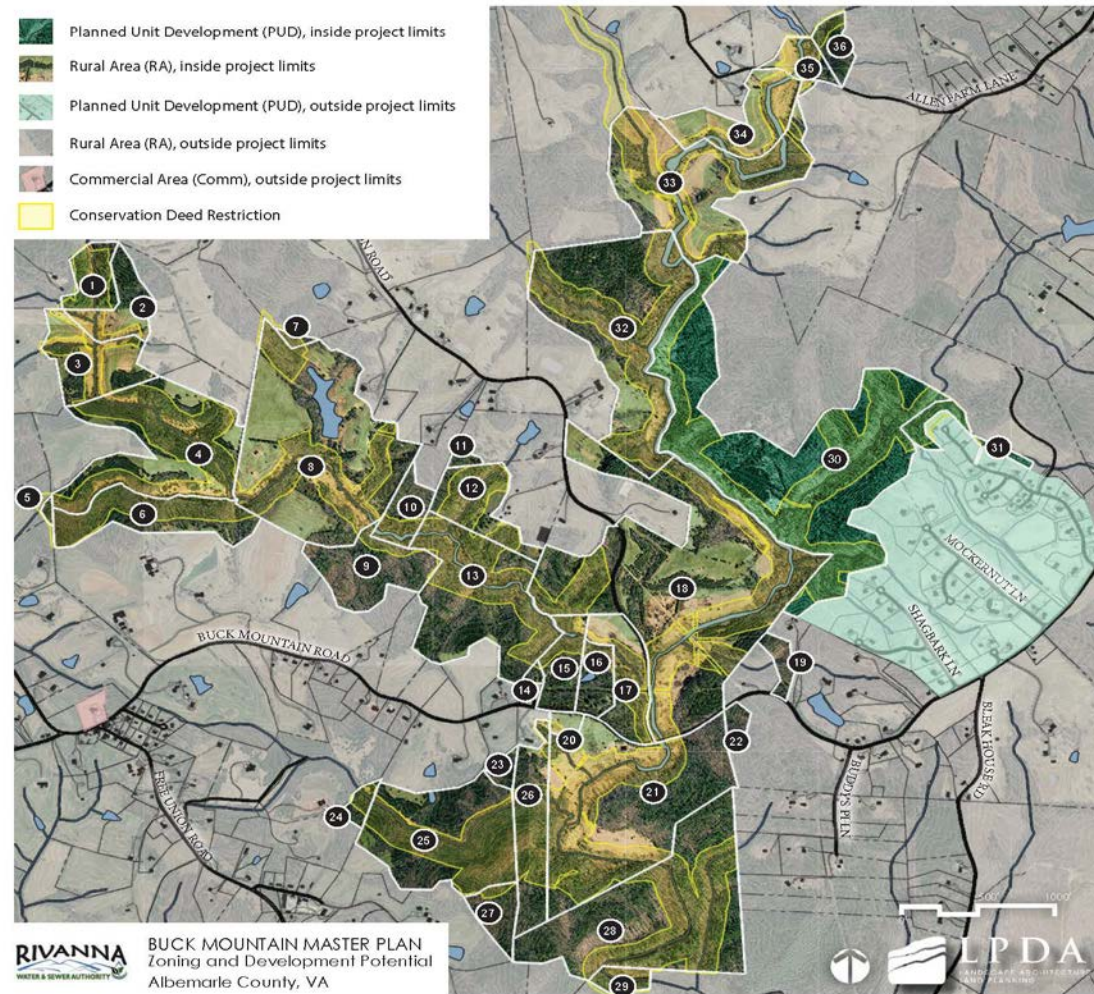 Planned Unit Development (PUD), inside project limits
Rural Area (RA), inside project limits
Planned Unit Development (PUD), outside project limits
Rural Area (RA), outside project limits
Commercial Area (Comm), outside project limits
Conservation Deed Restriction
36
35
ALLEN FARM LANE
34
33
N ROAD
1
2
7
32
3
4
11
30
31
8
12
5
6
10
MOCKERNUT LN
9
13
18
SHAGBARK LN
BUCK MOUNTAIN ROAD
15
16
19
14
17
20
22
BLEAK HOUSE RD
23
21
BUDDY'S PL LN
26
FREE UNION ROAD
24
25
27
28
500'
1000'
29
RIVANNA
WATER & SEWER AUTHORITY
BUCK MOUNTAIN MASTER PLAN
Zoning and Development Potential
Albemarle County, VA
LPDA
LANDSCAPE ARCHITECTURE
LAND PLANNING